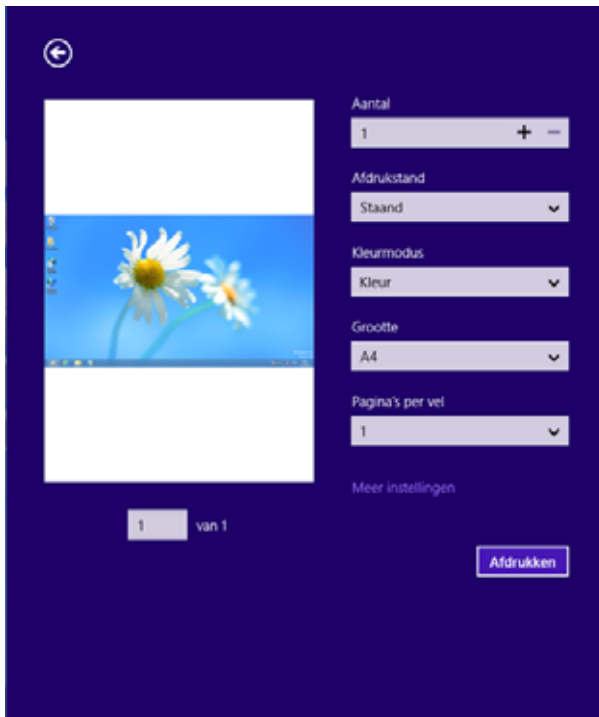 Aantal
1
Afdrukstand
Staand
Kleurmodus
Kleur
Grootte
A4
Pagina's per vel
1
Meer instellingen
1 van 1
Afdrukken